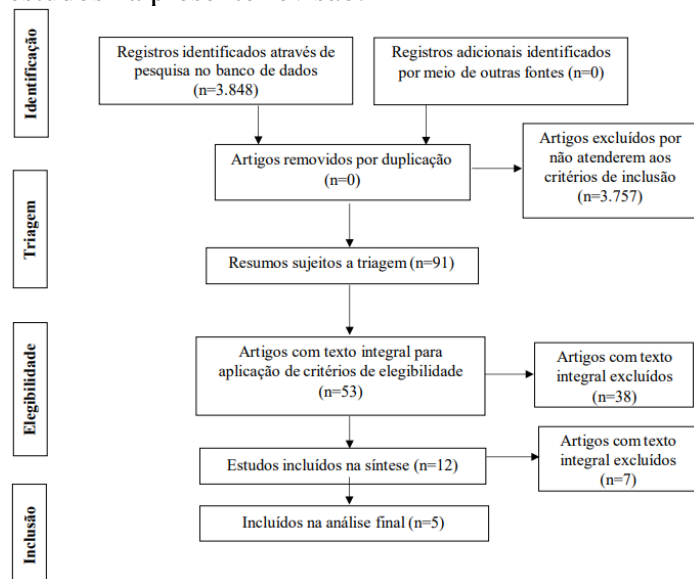 Identificação
Registros identificados através de
pesquisa no banco de dados
(n=3.848)
Registros adicionais identificados
por meio de outras fontes (n=0)
Artigos removidos por duplicação
(n=0)
Artigos excluídos por
não atenderem aos
critérios de inclusão
(n=3.757)
Triagem
Resumos sujeitos a triagem (n=91)
Elegibilidade
Artigos com texto integral para
aplicação de critérios de elegibilidade
(n=53)
Artigos com texto
integral excluídos
(n=38)
Estudos incluídos na síntese (n=12)
Artigos com texto
integral excluídos
(n=7)
Inclusão
Incluídos na análise final (n=5)